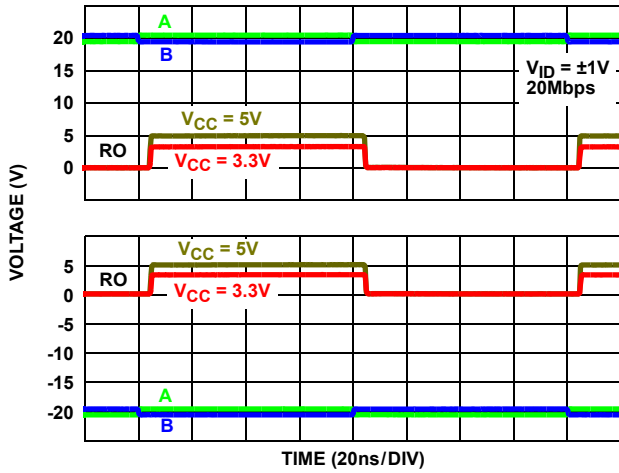 A
20
B
V_ID = ±1V
20Mbps
15
10
V_CC = 5V
5
RO
V_CC = 3.3V
0
VOLTAGE (V)
V_CC = 5V
5
RO
V_CC = 3.3V
0
-5
-10
-15
A
-20
B
TIME (20ns/DIV)